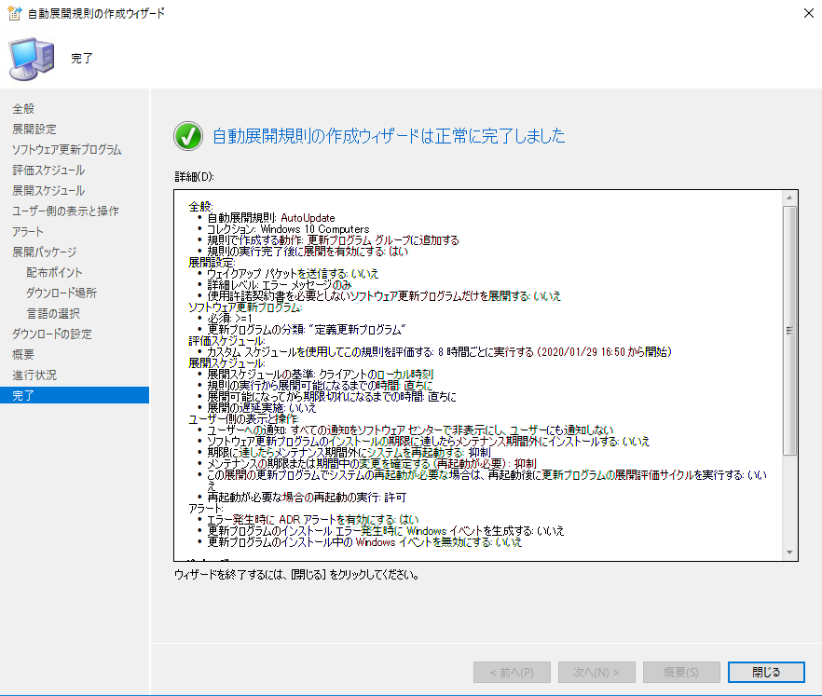 自動展開規則の作成ウィザード
完了
全般
展開設定
ソフトウェア更新プログラム
評価スケジュール
展開スケジュール
ユーザー側の表示と操作
アラート
展開パッケージ
配布ポイント
ダウンロード場所
言語の選択
ダウンロードの設定
概要
進行状況
完了
自動展開規則の作成ウィザードは正常に完了しました
詳細(D):
全般:
• 自動展開規則: AutoUpdate
• コレクション: Windows 10 Computers
• 規則で作成する動作: 更新プログラム グループに追加する
• 規則の実行完了後に展開を有効にする: はい
展開設定:
• ウェイクアップ パケットを送信する: いいえ
• 詳細レベル: エラー メッセージのみ
• 使用許諾契約書を必要としないソフトウェア更新プログラムだけを展開する: いいえ
ソフトウェア更新プログラム:
• 必須: >=1
• 更新プログラムの分類: "定義更新プログラム"
評価スケジュール:
• カスタム スケジュールを使用してこの規則を評価する: 8 時間ごとに実行する (2020/01/29 16:50 から開始)
展開スケジュール:
• 展開スケジュールの基準: クライアントのローカル時刻
• 規則の実行から展開可能になるまでの時間: 直ちに
• 展開可能になってから期限切れになるまでの時間: 直ちに
• 展開の遅延実施: いいえ
ユーザー側の表示と操作:
• ユーザーへの通知: すべての通知をソフトウェア センターで非表示にし、ユーザーにも通知しない
• ソフトウェア更新プログラムのインストールの期限に達したらメンテナンス期間外にインストールする: いいえ
• 期限に達したらメンテナンス期間外にシステムを再起動する: 抑制
• メンテナンスの期限または期間中の変更を確定する (再起動が必要): 抑制
• この展開の更新プログラムでシステムの再起動が必要な場合は、再起動後に更新プログラムの展開評価サイクルを実行する: いい
え
• 再起動が必要な場合の再起動の実行: 許可
アラート:
• エラー発生時に ADR アラートを有効にする: はい
• 更新プログラムのインストール エラー発生時に Windows イベントを生成する: いいえ
• 更新プログラムのインストール中の Windows イベントを無効にする: いいえ
ウィザードを終了するには、[閉じる] をクリックしてください。
< 前へ(P)
次へ(N) >
概要(S)
閉じる